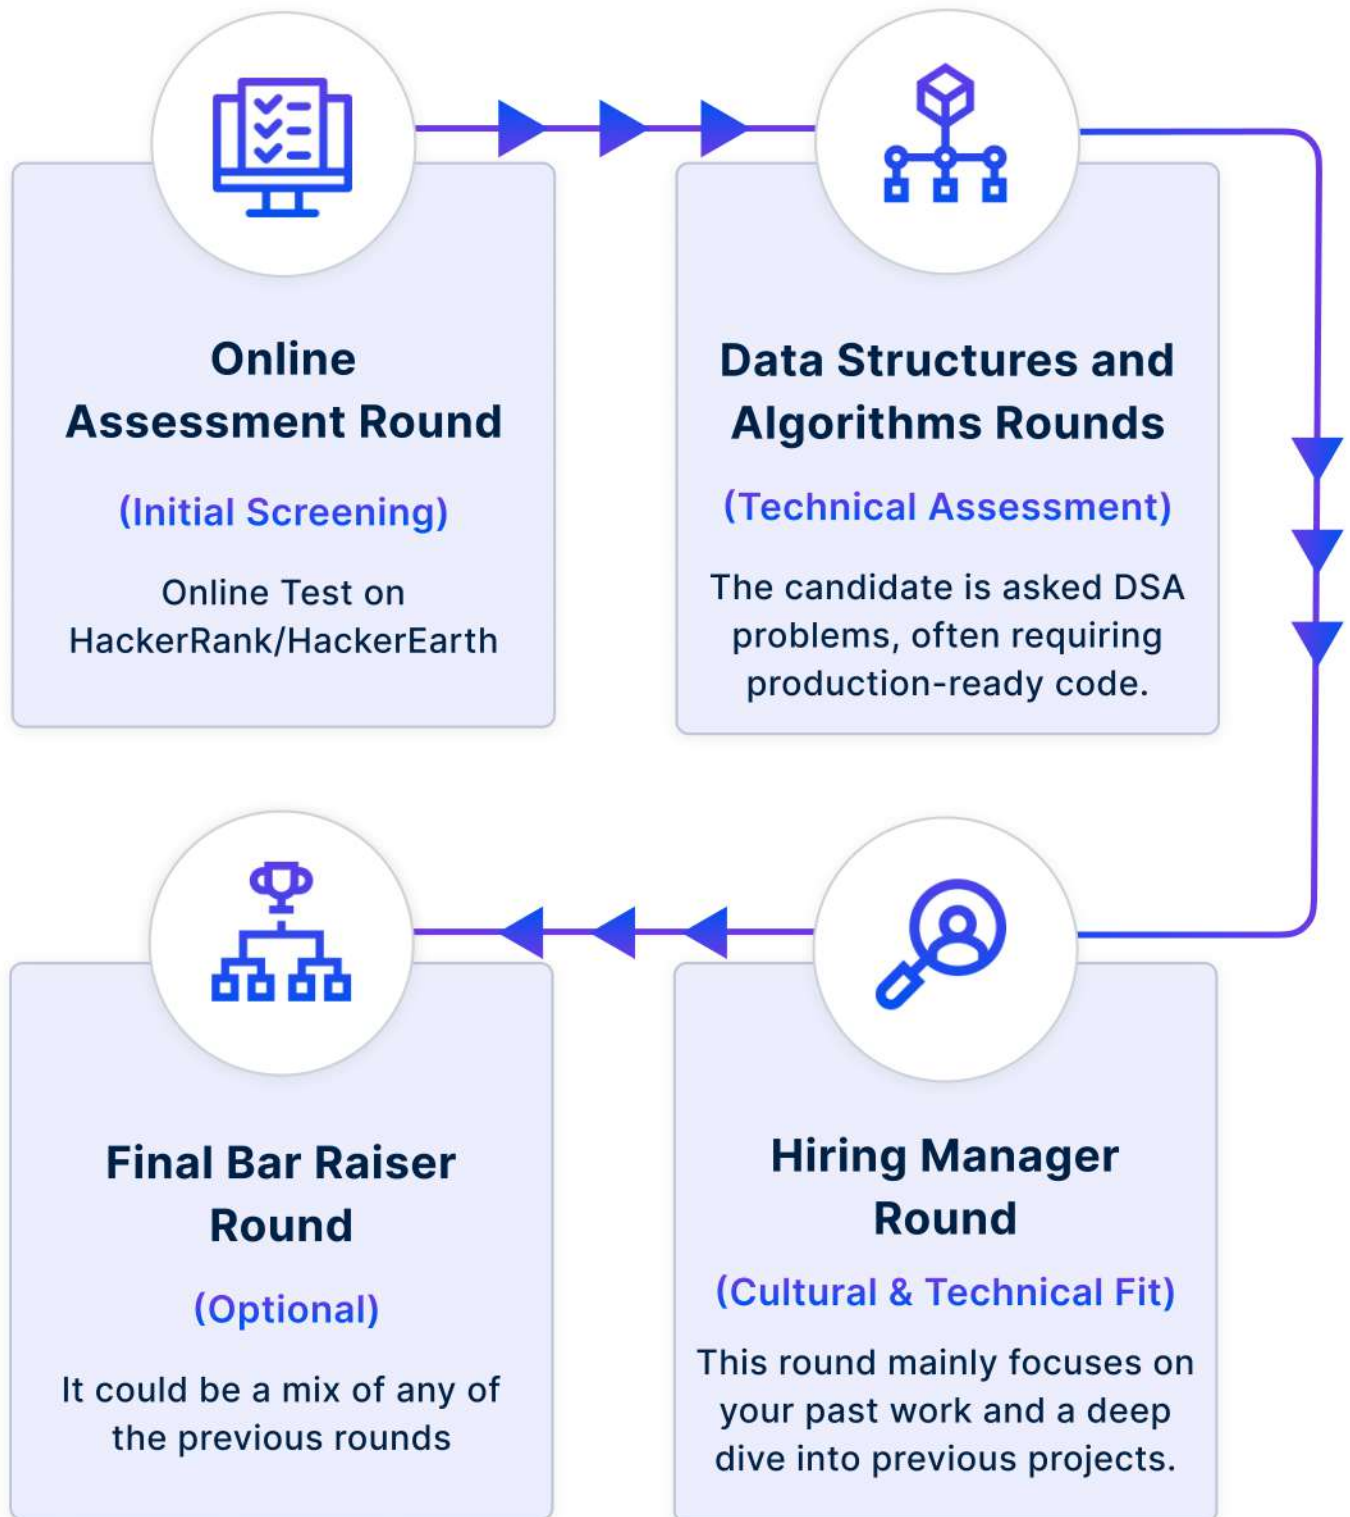 Online
Assessment Round
(Initial Screening)
Online Test on
HackerRank/HackerEarth
Data Structures and
Algorithms Rounds
(Technical Assessment)
The candidate is asked DSA
problems, often requiring
production-ready code.
Hiring Manager
Round
(Cultural & Technical Fit)
This round mainly focuses on
your past work and a deep
dive into previous projects.
Final Bar Raiser
Round
(Optional)
It could be a mix of any of
the previous rounds